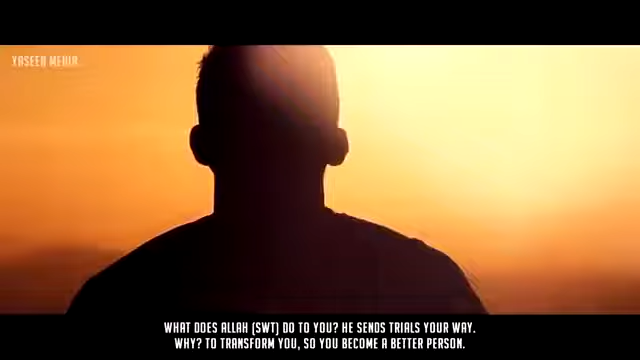 YASEEN MEDIA
WHAT DOES ALLAH (SWT) DO TO YOU? HE SENDS TRIALS YOUR WAY.
WHY? TO TRANSFORM YOU, SO YOU BECOME A BETTER PERSON.